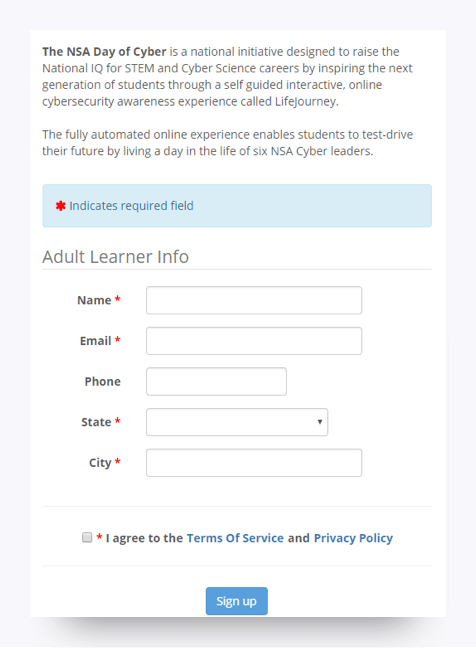 The NSA Day of Cyber is a national initiative designed to raise the
National IQ for STEM and Cyber Science careers by inspiring the next
generation of students through a self guided interactive, online
cybersecurity awareness experience called LifeJourney.
The fully automated online experience enables students to test-drive
their future by living a day in the life of six NSA Cyber leaders.
* Indicates required field
Adult Learner Info
Name *
Email *
Phone
State *
City *
* I agree to the Terms Of Service and Privacy Policy
Sign up